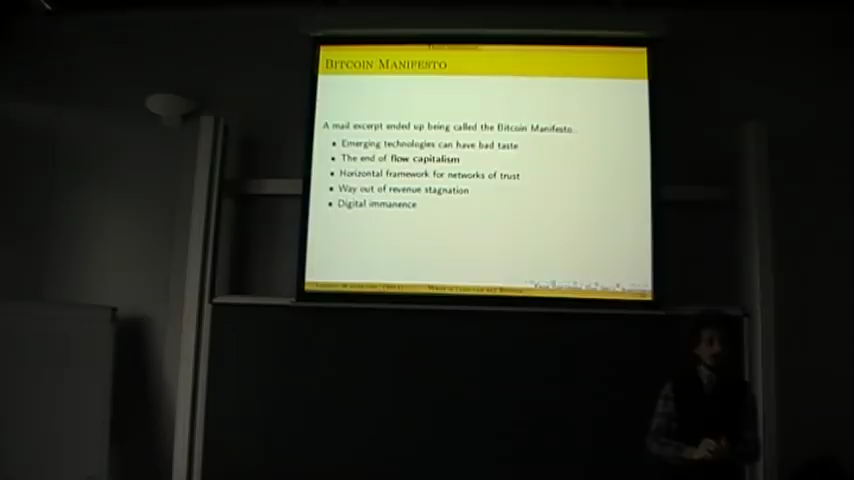 BITCOIN MANIFESTO
A mail excerpt ended up being called the Bitcoin Manifesto..
• Emerging technologies can have bad taste
• The end of flow capitalism
• Horizontal framework for networks of trust
• Way out of revenue stagnation
• Digital immanence